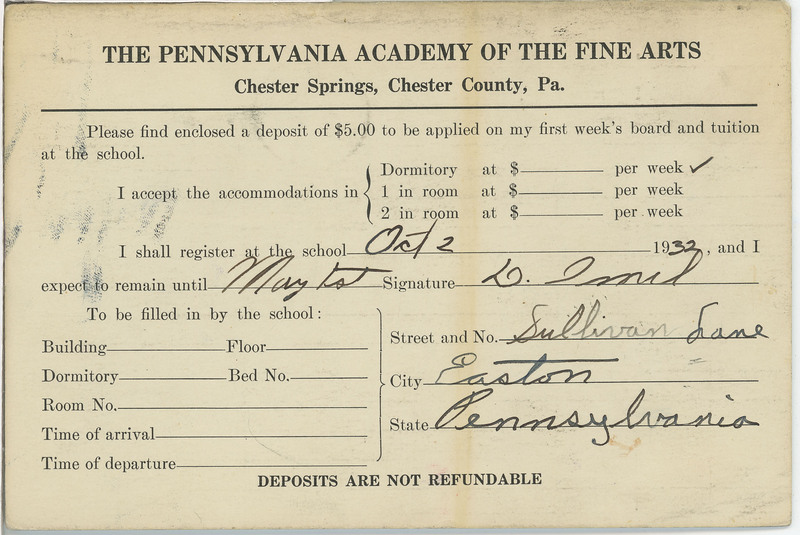 THE PENNSYLVANIA ACADEMY OF THE FINE ARTS
Chester Springs, Chester County, Pa.
Please find enclosed a deposit of $5.00 to be applied on my first week's board and tuition
at the school.
I accept the accommodations in
Dormitory at $ per week ✓
1 in room at $ per week
2 in room at $ per week
I shall register at the school Oct 2 1932, and I
expect to remain until May 1st Signature D.
To be filled in by the school:
Building Floor
Dormitory Bed No.
Room No.
Time of arrival
Time of departure
Street and No. Sullivan Lane
City Easton
State Pennsylvania
DEPOSITS ARE NOT REFUNDABLE